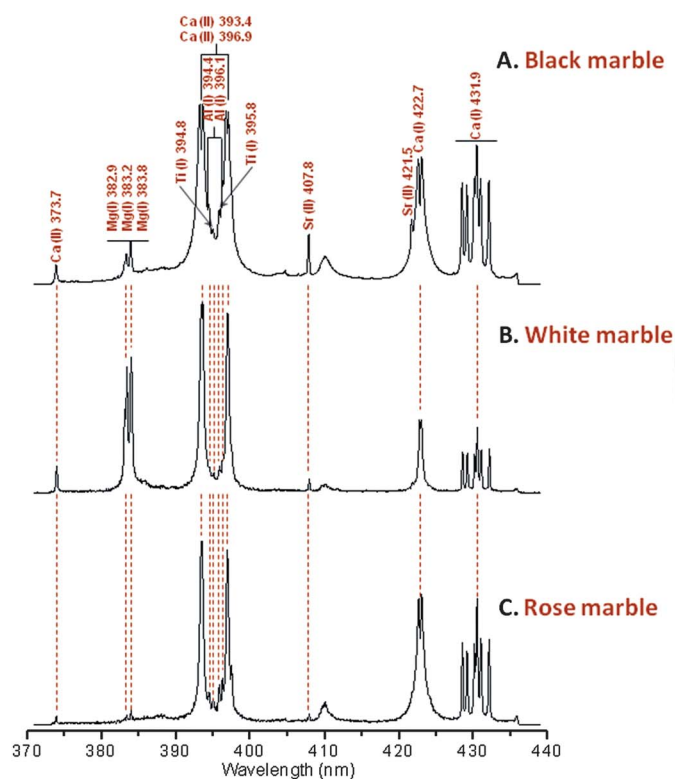 Ca(II) 393.4
Ca(II) 396.9
A. Black marble
Al(I) 394.4
Al(I) 396.1
Ti(I) 394.8
Ti(I) 395.8
Ca(II) 373.7
Mg(I) 382.9
Mg(I) 383.2
Mg(I) 383.8
Sr(II) 407.8
Sr(II) 421.5
Ca(I) 422.7
Ca(I) 431.9
B. White marble
C. Rose marble
370 380 390 400 410 420 430 440
Wavelength (nm)